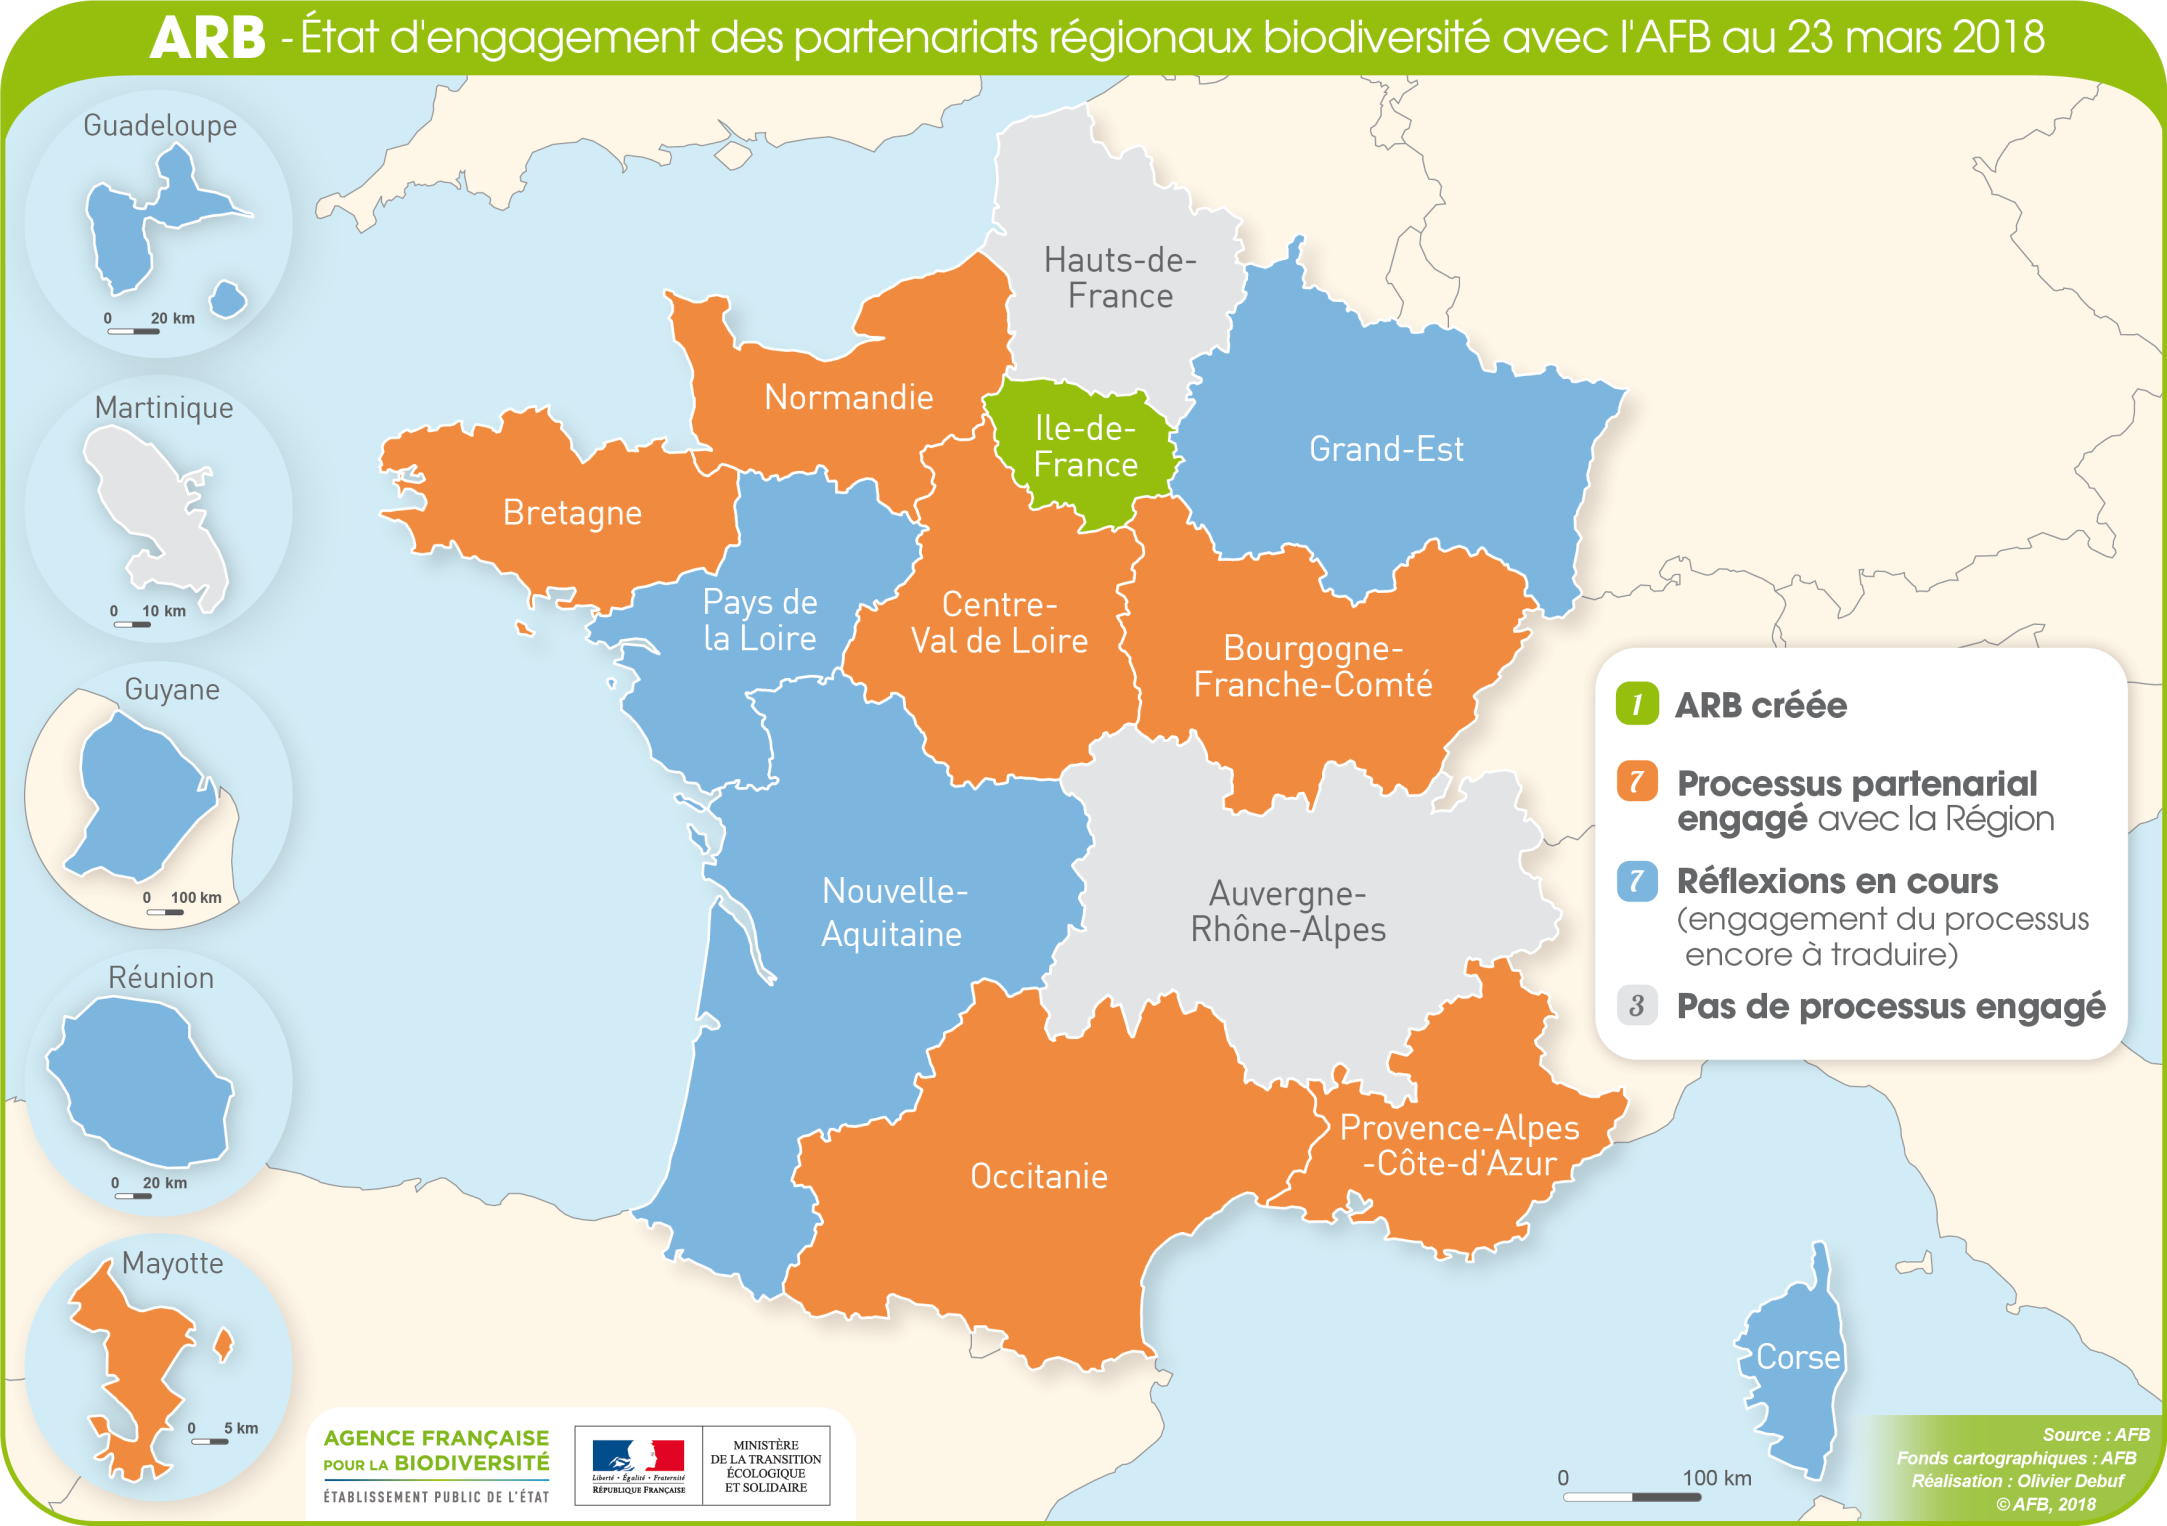 ARB - État d'engagement des partenariats régionaux biodiversité avec l'AFB au 23 mars 2018
Guadeloupe
0 20 km
Martinique
0 10 km
Guyane
0 100 km
Réunion
0 20 km
Mayotte
0 5 km
Hauts-de-
France
Normandie
Ile-de-
France
Grand-Est
Bretagne
Pays de
la Loire
Centre-
Val de Loire
Bourgogne-
Franche-Comté
Nouvelle-
Aquitaine
Auvergne-
Rhône-Alpes
Occitanie
Provence-Alpes
-Côte-d'Azur
Corse
1 ARB créée
7 Processus partenarial
engagé avec la Région
7 Réflexions en cours
(engagement du processus
encore à traduire)
3 Pas de processus engagé
AGENCE FRANÇAISE
POUR LA BIODIVERSITÉ
ÉTABLISSEMENT PUBLIC DE L'ÉTAT
Liberté • Égalité • Fraternité
RÉPUBLIQUE FRANÇAISE
MINISTÈRE
DE LA TRANSITION
ÉCOLOGIQUE
ET SOLIDAIRE
0 100 km
Source : AFB
Fonds cartographiques : AFB
Réalisation : Olivier Debuf
© AFB, 2018